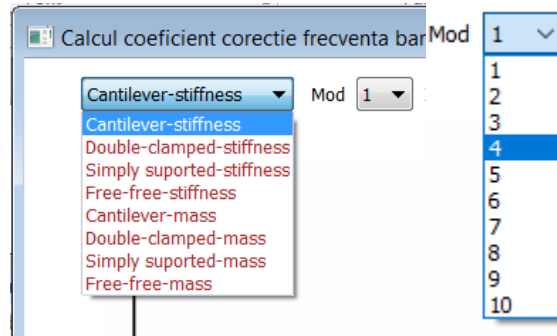 Calcul coeficient corectie frecventa bar
Cantilever-stiffness
Mod 1
Cantilever-stiffness
Double-clamped-stiffness
Simply suported-stiffness
Free-free-stiffness
Cantilever-mass
Double-clamped-mass
Simply suported-mass
Free-free-mass
Mod 1
1
2
3
4
5
6
7
8
9
10